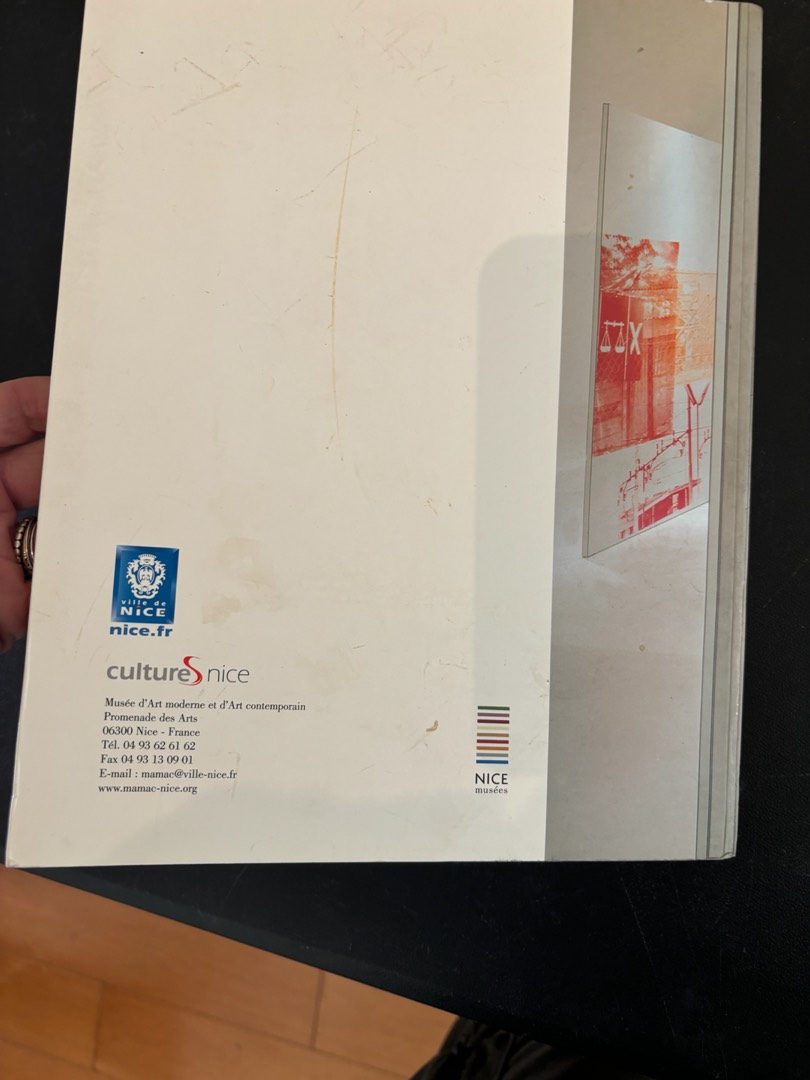 ville de
NiCE
nice.fr
cultureS nice
Musée d'Art moderne et d'Art contemporain
Promenade des Arts
06300 Nice - France
Tél. 04 93 62 61 62
Fax 04 93 13 09 01
E-mail : mamac@ville-nice.fr
www.mamac-nice.org
NICE
musées
X